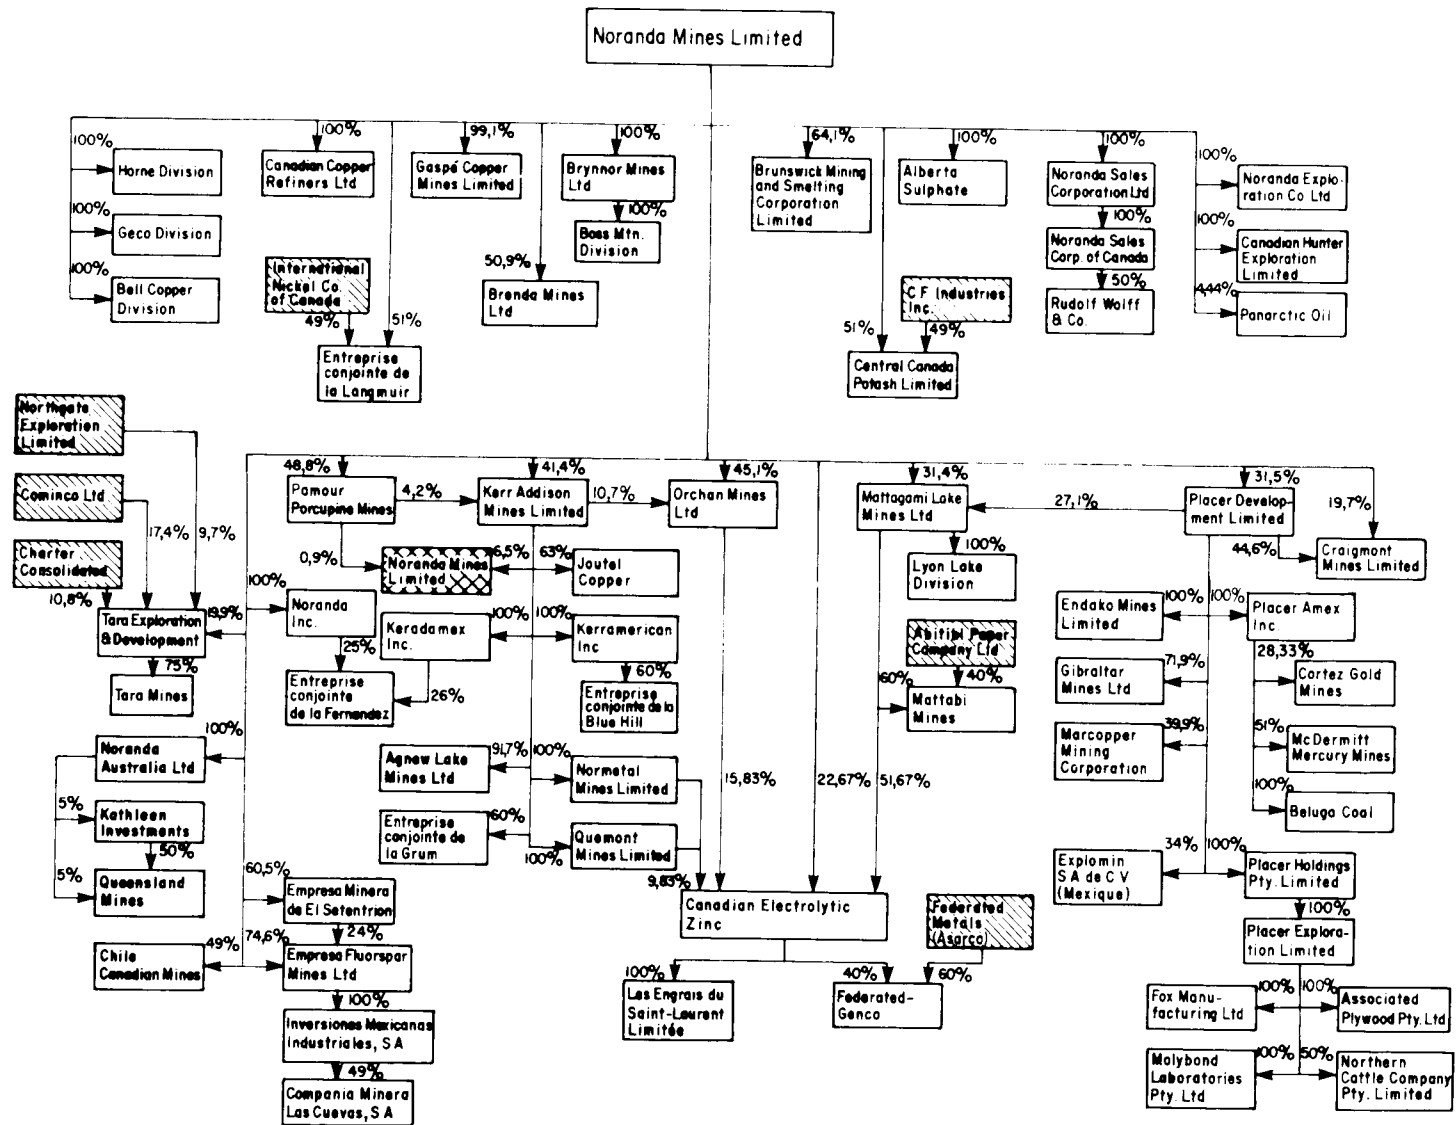 Noranda Mines Limited
100%
Horne Division
100%
Geco Division
100%
Bell Copper
Division
100%
Canadian Copper
Refiners Ltd
International
Nickel Co.
of Canada
49%
51%
Entreprise
conjointe de
la Langmuir
99,1%
Gaspé Copper
Mines Limited
50,9%
Brenda Mines
Ltd
100%
Brynnor Mines
Ltd
100%
Boss Mtn.
Division
64,1%
Brunswick Mining
and Smelting
Corporation
Limited
100%
Alberta
Sulphate
C F Industries
Inc.
51%
49%
Central Canada
Potash Limited
100%
Noranda Sales
Corporation Ltd
100%
Noranda Sales
Corp. of Canada
50%
Rudolf Wolff
& Co.
100%
Noranda Explo-
ration Co Ltd
100%
Canadian Hunter
Exploration
Limited
4,44%
Panarctic Oil
Northgate
Exploration
Limited
Cominco Ltd
17,4%
9,7%
Charter
Consolidated
10,8%
Tara Exploration
& Development
19,9%
75%
Tara Mines
100%
Noranda
Australia Ltd
5%
Kathleen
Investments
50%
5%
Queensland
Mines
60,5%
Empresa Minera
de El Setentrion
24%
49%
74,6%
Chile
Canadian Mines
Empresa Fluorspar
Mines Ltd
100%
Inversiones Mexicanas
Industriales, S A
49%
Compania Minera
Las Cuevas, S A
48,8%
Pamour
Porcupine Mines
4,2%
0,9%
100%
Noranda
Inc.
25%
Entreprise
conjointe
de la Fernandez
26%
41,4%
Kerr Addison
Mines Limited
10,7%
Noranda Mines
Limited
6,5%
63%
Joutel
Copper
Keradamex
Inc.
100%
100%
Kerramerican
Inc
60%
Entreprise
conjointe de la
Blue Hill
Agnew Lake
Mines Ltd
91,7%
100%
Normetal
Mines Limited
Entreprise
conjointe de
la Grum
60%
100%
Quemont
Mines Limited
9,83%
45,1%
Orchan Mines
Ltd
15,83%
22,67%
51,67%
Canadian Electrolytic
Zinc
100%
Les Engrais du
Saint-Laurent
Limitée
40%
Federated-
Genco
60%
Federated
Metals
(Asarco)
31,4%
Mattagami Lake
Mines Ltd
27,1%
100%
Lyon Lake
Division
Abitibi Paper
Company Ltd
60%
40%
Mattabi
Mines
31,5%
Placer Develop-
ment Limited
19,7%
44,6%
Craigmont
Mines Limited
Endako Mines
Limited
100%
100%
Placer Amex
Inc.
Gibraltar
Mines Ltd
71,9%
28,33%
Cortez Gold
Mines
Marcopper
Mining
Corporation
39,9%
51%
McDermitt
Mercury Mines
100%
Beluga Coal
Explomin
S A de C V
(Mexique)
34%
100%
Placer Holdings
Pty. Limited
100%
Placer Explora-
tion Limited
Fox Manu-
facturing Ltd
100%
100%
Associated
Plywood Pty. Ltd
Molybond
Laboratories
Pty. Ltd
100%
50%
Northern
Cattle Company
Pty. Limited